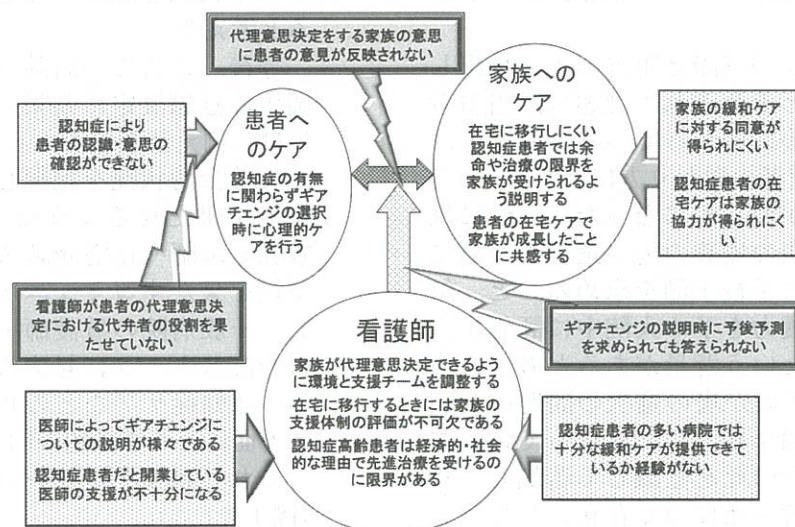 代理意思決定をする家族の意思
に患者の意見が反映されない
認知症により
患者の認識・意思の
確認ができない
患者へ
のケア
認知症の有無
に関わらずギア
チェンジの選択
時に心理的ケ
アを行う
家族への
ケア
在宅に移行しにくい
認知症患者では余
命や治療の限界を
家族が受けられるよ
う説明する
患者の在宅ケアで
家族が成長したこと
に共感する
家族の緩和ケア
に対する同意が
得られにくい
認知症患者の在
宅ケアは家族の
協力が得られにく
い
看護師が患者の代理意思決
定における代弁者の役割を果
たせていない
ギアチェンジの説明時に予後予測
を求められても答えられない
看護師
家族が代理意思決定できるよう
に環境と支援チームを調整する
在宅に移行するときには家族の
支援体制の評価が不可欠である
認知症高齢患者は経済的・社会
的な理由で先進治療を受けるの
に限界がある
医師によってギアチェンジに
ついての説明が様々である
認知症患者だと開業している
医師の支援が不十分になる
認知症患者の多い病院では
十分な緩和ケアが提供できて
いるか経験がない